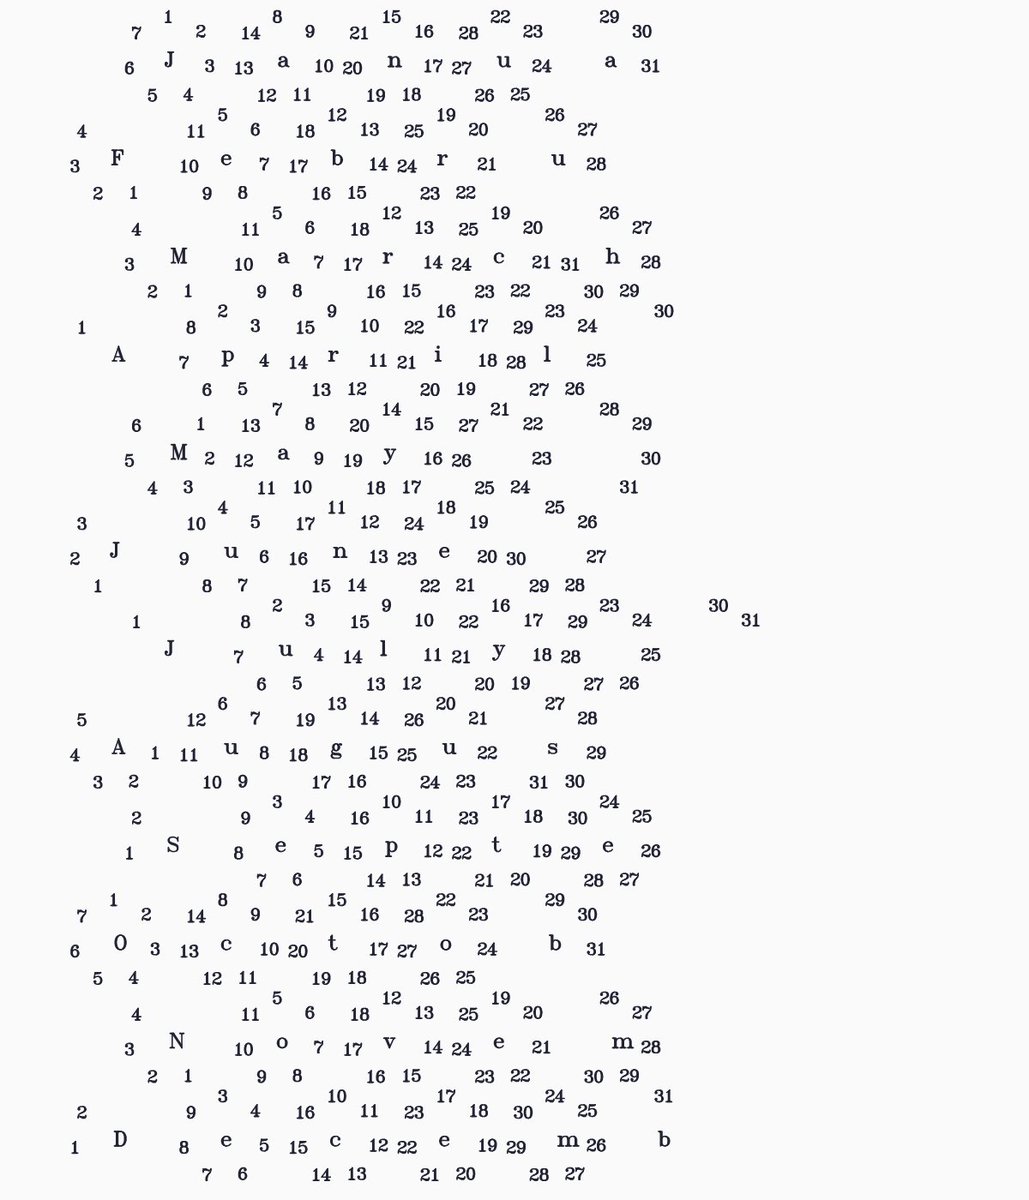 1 8 15 22 29
7 2 14 9 21 16 28 23 30
6 J 3 13 a 10 20 n 17 27 u 24 a 31
5 4 12 11 19 18 26 25
5 12 19 26
4 11 6 18 13 25 20 27
3 F 10 e 7 17 b 14 24 r 21 u 28
2 1 9 8 16 15 23 22
5 12 19 26
4 11 6 18 13 25 20 27
3 M 10 a 7 17 r 14 24 c 21 31 h 28
2 1 9 8 16 15 23 22 30 29
2 9 16 23 30
1 8 3 15 10 22 17 29 24
A 7 p 4 14 r 11 21 i 18 28 l 25
6 5 13 12 20 19 27 26
7 14 21 28
6 1 13 8 20 15 27 22 29
5 M 2 12 a 9 19 y 16 26 23 30
4 3 11 10 18 17 25 24 31
4 11 18 25
3 10 5 17 12 24 19 26
2 J 9 u 6 16 n 13 23 e 20 30 27
1 8 7 15 14 22 21 29 28
2 9 16 23 30
1 8 3 15 10 22 17 29 24 31
J 7 u 4 14 l 11 21 y 18 28 25
6 5 13 12 20 19 27 26
6 13 20 27
5 12 7 19 14 26 21 28
4 A 1 11 u 8 18 g 15 25 u 22 s 29
3 2 10 9 17 16 24 23 31 30
3 10 17 24
2 9 4 16 11 23 18 30 25
1 S 8 e 5 15 p 12 22 t 19 29 e 26
7 6 14 13 21 20 28 27
1 8 15 22 29
7 2 14 9 21 16 28 23 30
6 O 3 13 c 10 20 t 17 27 o 24 b 31
5 4 12 11 19 18 26 25
5 12 19 26
4 11 6 18 13 25 20 27
3 N 10 o 7 17 v 14 24 e 21 m 28
2 1 9 8 16 15 23 22 30 29
3 10 17 24 31
2 9 4 16 11 23 18 30 25
1 D 8 e 5 15 c 12 22 e 19 29 m 26 b
7 6 14 13 21 20 28 27